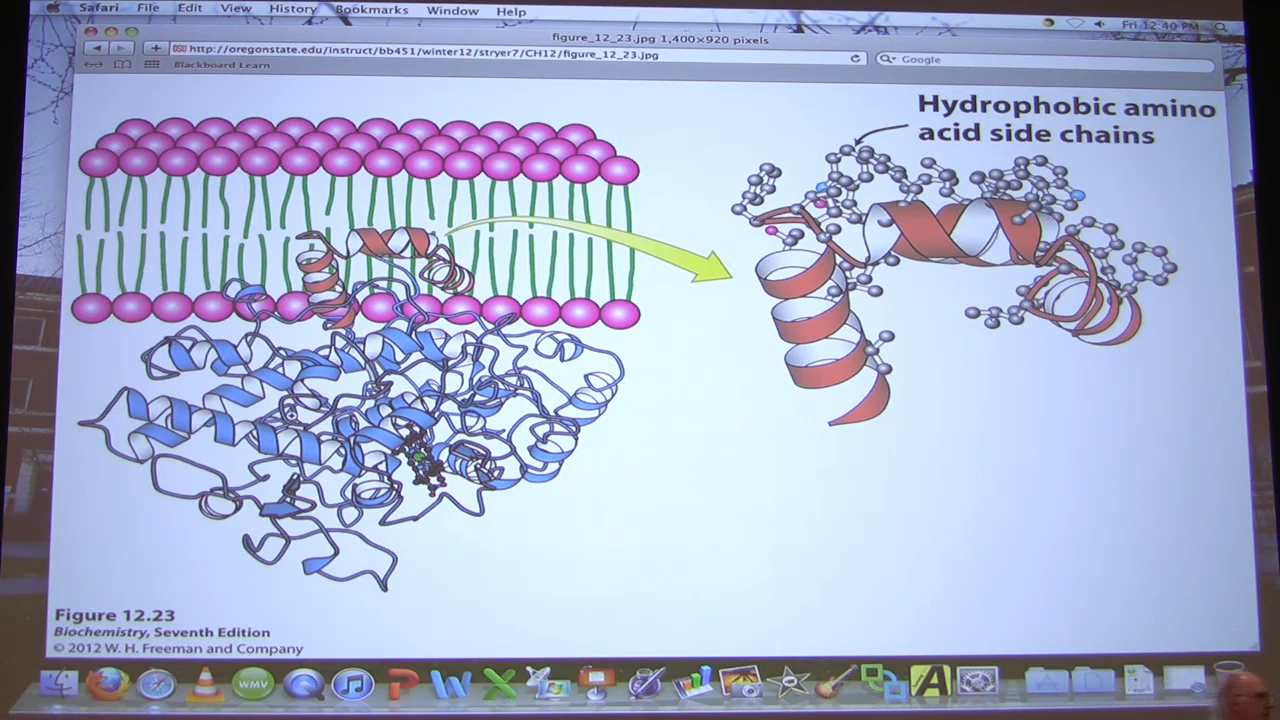 Safari File Edit View History Bookmarks Window Help
Fri 12:40 PM
figure_12_23.jpg 1,400×920 pixels
OSU http://oregonstate.edu/instruct/bb451/winter12/stryer7/CH12/figure_12_23.jpg
Google
Blackboard Learn
Hydrophobic amino
acid side chains
Figure 12.23
Biochemistry, Seventh Edition
© 2012 W. H. Freeman and Company
WMV